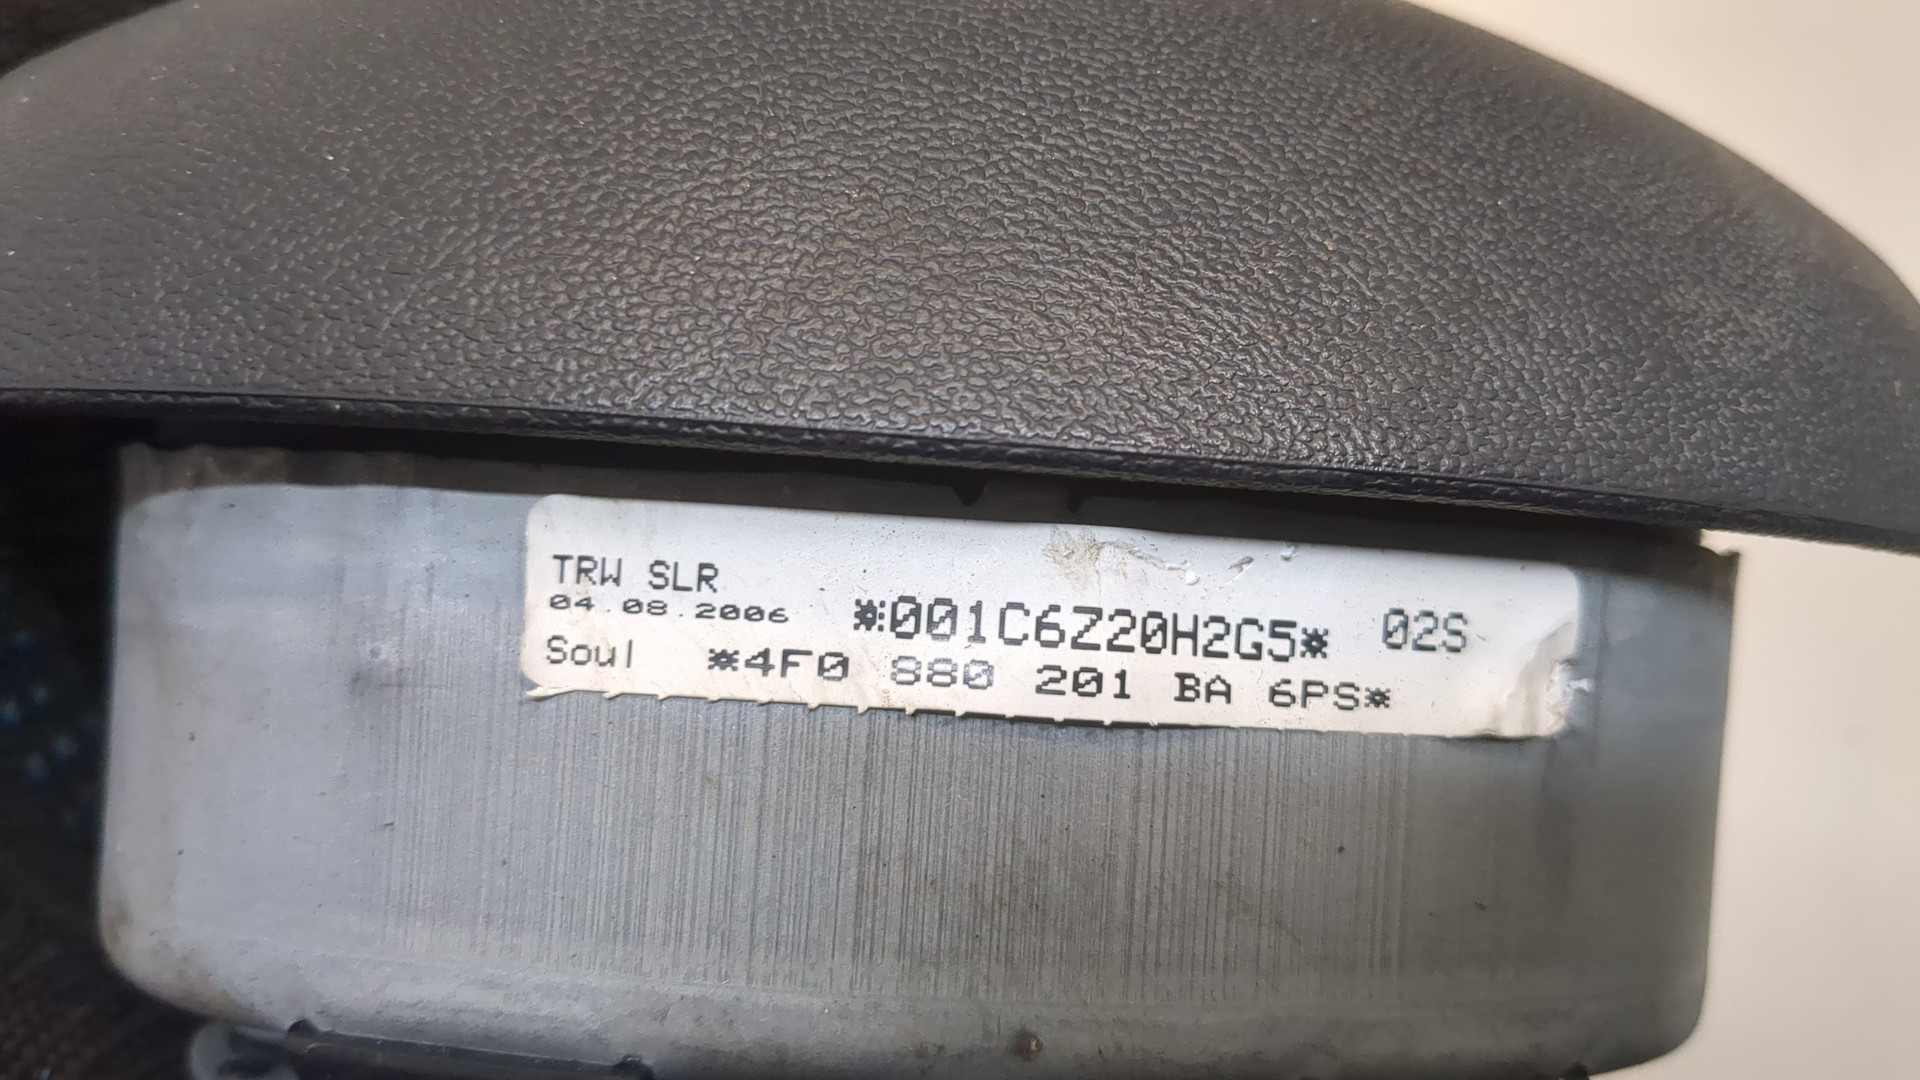 TRW SLR
04.08.2006 *:001C6Z20H2G5* 02S
Soul *4F0 880 201 BA 6PS*